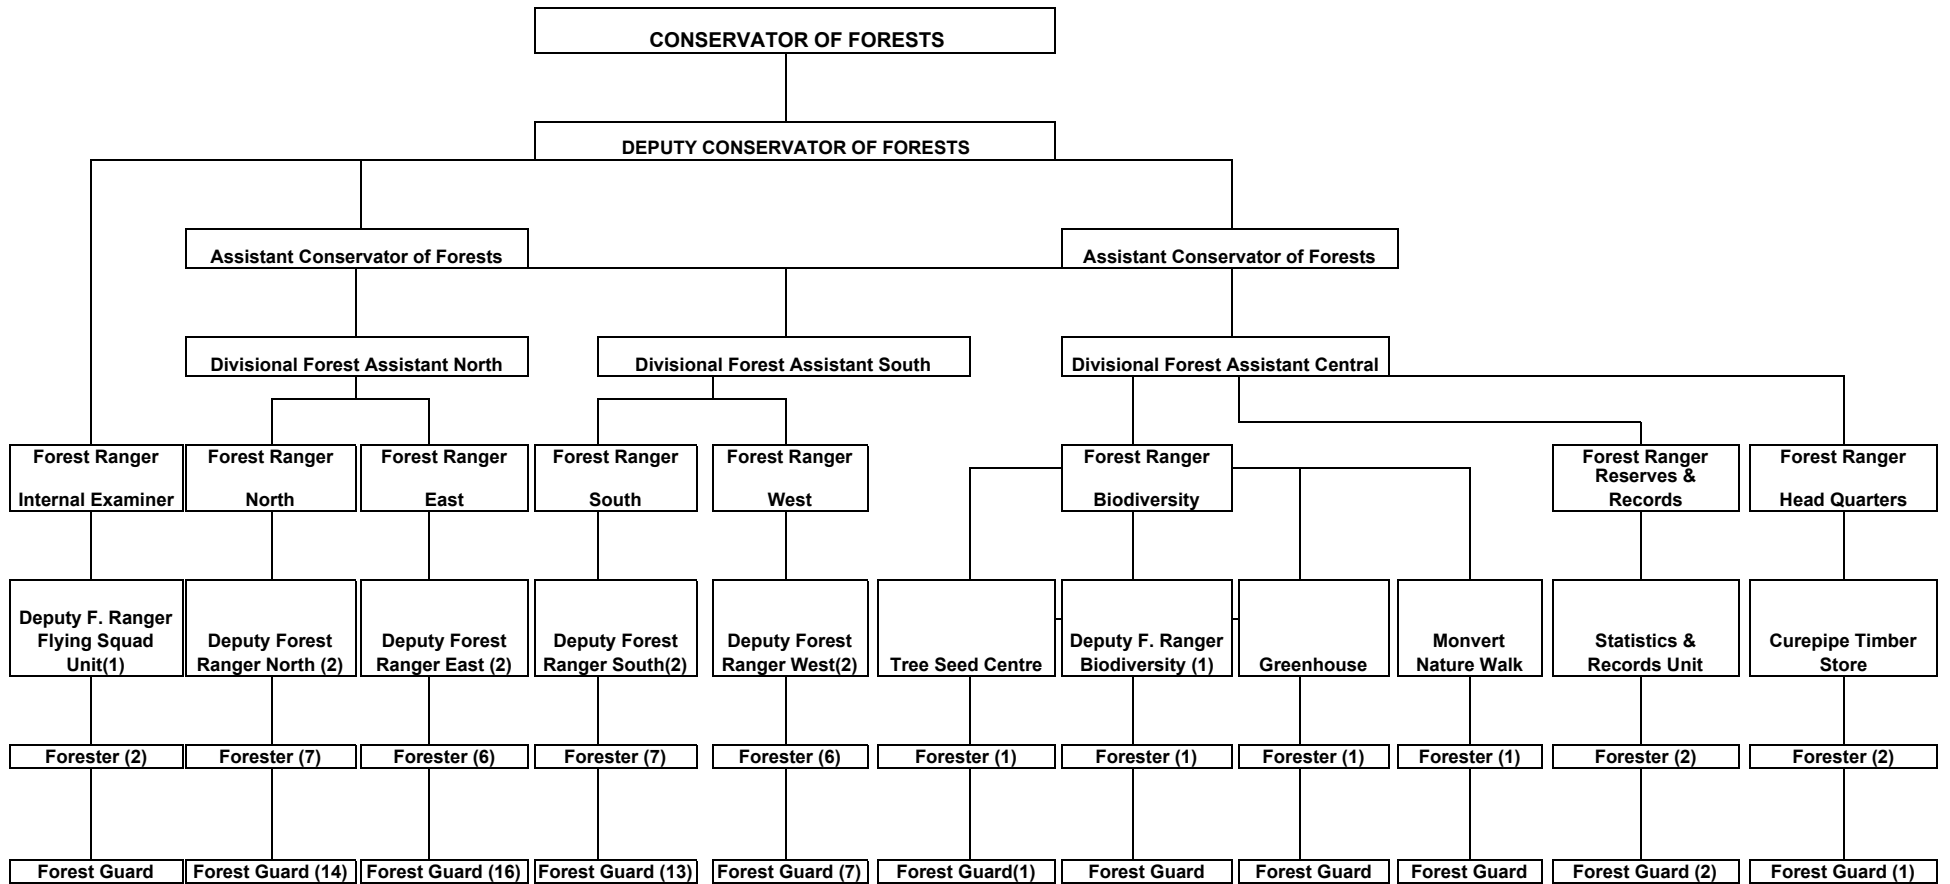 CONSERVATOR OF FORESTS
DEPUTY CONSERVATOR OF FORESTS
Assistant Conservator of Forests
Assistant Conservator of Forests
Divisional Forest Assistant North
Divisional Forest Assistant South
Divisional Forest Assistant Central
Forest Ranger
Internal Examiner
Forest Ranger
North
Forest Ranger
East
Forest Ranger
South
Forest Ranger
West
Forest Ranger
Biodiversity
Forest Ranger
Reserves &
Records
Forest Ranger
Head Quarters
Deputy F. Ranger
Flying Squad
Unit(1)
Deputy Forest
Ranger North (2)
Deputy Forest
Ranger East (2)
Deputy Forest
Ranger South(2)
Deputy Forest
Ranger West(2)
Tree Seed Centre
Deputy F. Ranger
Biodiversity (1)
Greenhouse
Monvert
Nature Walk
Statistics &
Records Unit
Curepipe Timber
Store
Forester (2)
Forester (7)
Forester (6)
Forester (7)
Forester (6)
Forester (1)
Forester (1)
Forester (1)
Forester (1)
Forester (2)
Forester (2)
Forest Guard
Forest Guard (14)
Forest Guard (16)
Forest Guard (13)
Forest Guard (7)
Forest Guard(1)
Forest Guard
Forest Guard
Forest Guard
Forest Guard (2)
Forest Guard (1)